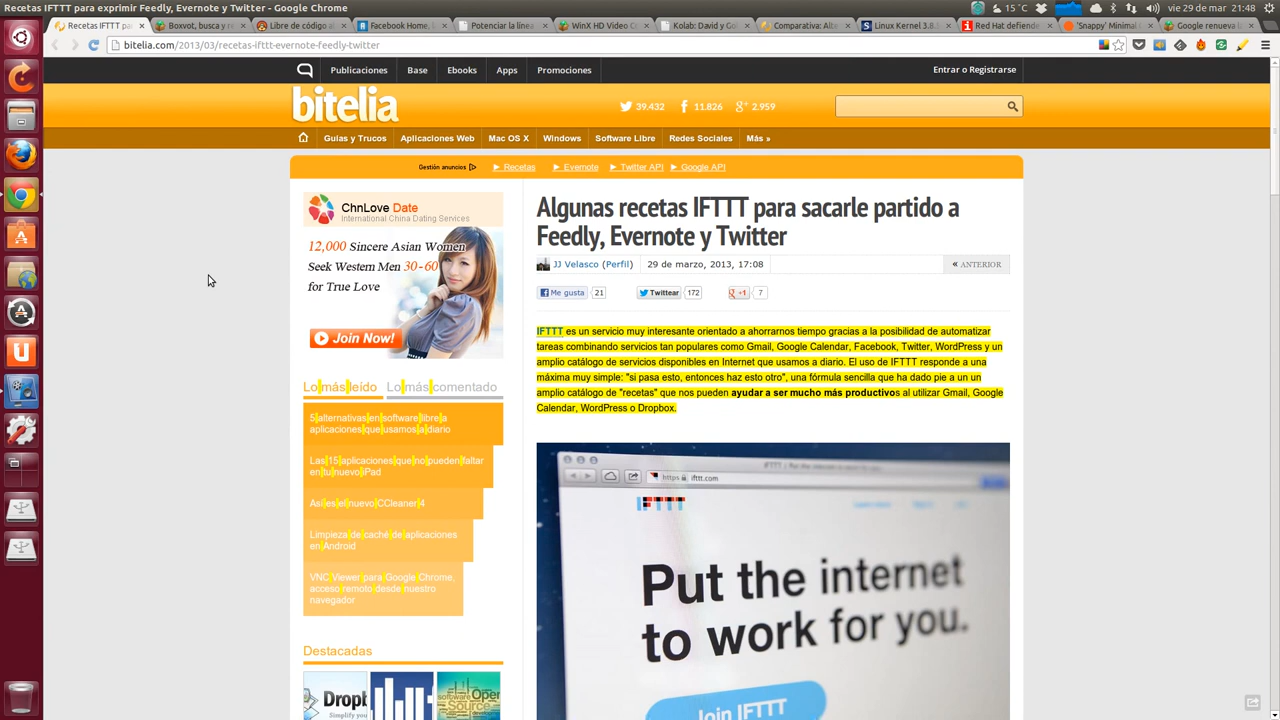 Recetas IFTTT para exprimir Feedly, Evernote y Twitter - Google Chrome
15 °C
vie 29 de mar, 21:48
Recetas IFTTT pa
Boxvot, busca y re
Libre de código al
Facebook Home,
Potenciar la línea
WinX HD Video C
Kolab: David y Gol
Comparativa: Alte
Linux Kernel 3.8.
Red Hat defiende
'Snappy' Minimal
Google renueva l
bitelia.com/2013/03/recetas-ifttt-evernote-feedly-twitter
Publicaciones Base Ebooks Apps Promociones
Entrar o Registrarse
bitelia
39.432 11.826 2.959
Guías y Trucos Aplicaciones Web Mac OS X Windows Software Libre Redes Sociales Más »
Gestión anuncios ► Recetas ► Evernote ► Twitter API ► Google API
ChnLove Date
International China Dating Services
12,000 Sincere Asian Women
Seek Western Men 30-60
for True Love
Join Now!
Lo más leído Lo más comentado
5 alternativas en software libre a
aplicaciones que usamos a diario
Las 15 aplicaciones que no pueden faltar
en tu nuevo iPad
Así es el nuevo CCleaner 4
Limpieza de caché de aplicaciones
en Android
VNC Viewer para Google Chrome,
acceso remoto desde nuestro
navegador
Destacadas
Dropb
Simplify you
Open
Source
Algunas recetas IFTTT para sacarle partido a
Feedly, Evernote y Twitter
JJ Velasco (Perfil) 29 de marzo, 2013, 17:08 « ANTERIOR
Me gusta 21 Twittear 172 +1 7
IFTTT es un servicio muy interesante orientado a ahorrarnos tiempo gracias a la posibilidad de automatizar
tareas combinando servicios tan populares como Gmail, Google Calendar, Facebook, Twitter, WordPress y un
amplio catálogo de servicios disponibles en Internet que usamos a diario. El uso de IFTTT responde a una
máxima muy simple: "si pasa esto, entonces haz esto otro", una fórmula sencilla que ha dado pie a un un
amplio catálogo de "recetas" que nos pueden ayudar a ser mucho más productivos al utilizar Gmail, Google
Calendar, WordPress o Dropbox.
https ifttt.com
IFTTT
Put the internet
to work for you.
Join IFTTT